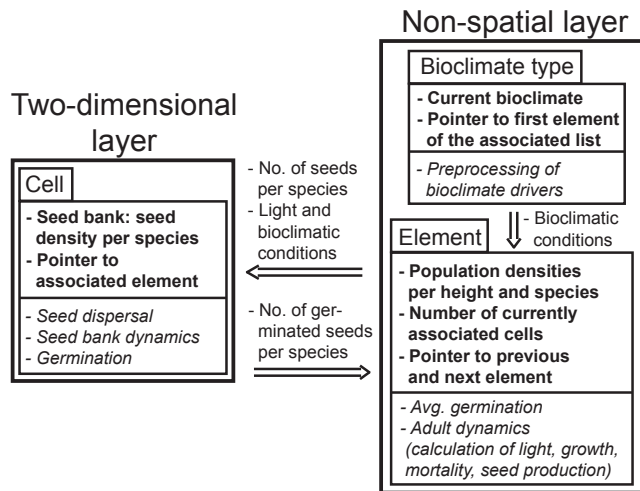 Two-dimensional
layer
Cell
- Seed bank: seed
density per species
- Pointer to
associated element
- Seed dispersal
- Seed bank dynamics
- Germination
- No. of seeds
per species
- Light and
bioclimatic
conditions
- No. of ger-
minated seeds
per species
Non-spatial layer
Bioclimate type
- Current bioclimate
- Pointer to first element
of the associated list
- Preprocessing of
bioclimate drivers
- Bioclimatic
conditions
Element
- Population densities
per height and species
- Number of currently
associated cells
- Pointer to previous
and next element
- Avg. germination
- Adult dynamics
(calculation of light, growth,
mortality, seed production)